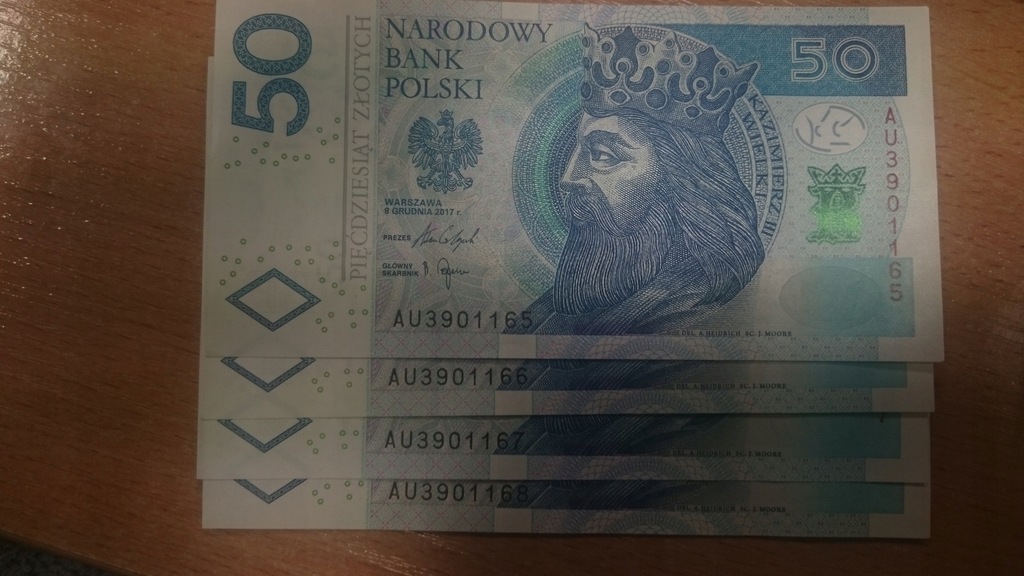 50
PIĘĆDZIESIĄT ZŁOTYCH
NARODOWY
BANK
POLSKI
50
KAZIMIERZ III
WIELKI
AU3901165
WARSZAWA
8 GRUDNIA 2017 r.
PREZES
GŁÓWNY
SKARBNIK
AU3901165
DEL. A. HEIDRICH, SC. J. MOORE
AU3901166
DEL. A. HEIDRICH, SC. J. MOORE
AU3901167
DEL. A. HEIDRICH, SC. J. MOORE
AU3901168
DEL. A. HEIDRICH, SC. J. MOORE